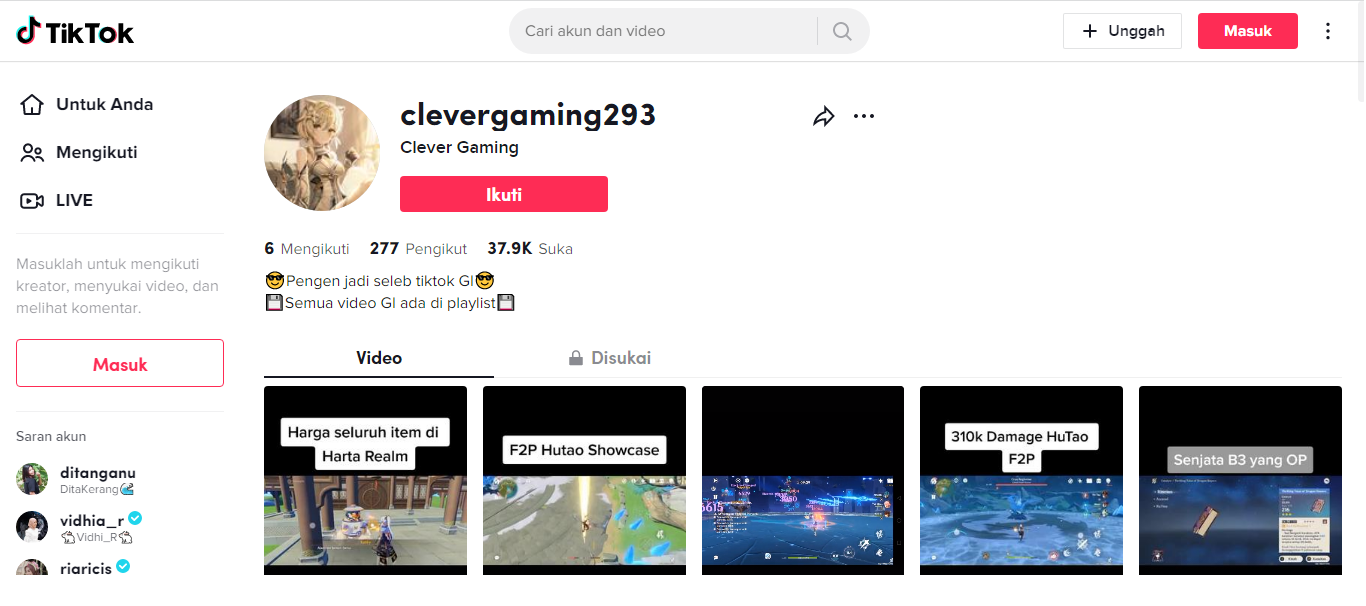 TikTok
Cari akun dan video
Unggah
Masuk
Untuk Anda
Mengikuti
LIVE
Masuklah untuk mengikuti
kreator, menyukai video, dan
melihat komentar.
Masuk
Saran akun
ditanganu
DitaKerang🌊
vidhia_r
🐇Vidhi_R🐇
riaricis
clevergaming293
Clever Gaming
Ikuti
6 Mengikuti 277 Pengikut 37.9K Suka
😎Pengen jadi seleb tiktok GI😎
💾Semua video GI ada di playlist💾
Video
Disukai
Harga seluruh item di
Harta Realm
F2P Hutao Showcase
310k Damage HuTao
F2P
Senjata B3 yang OP